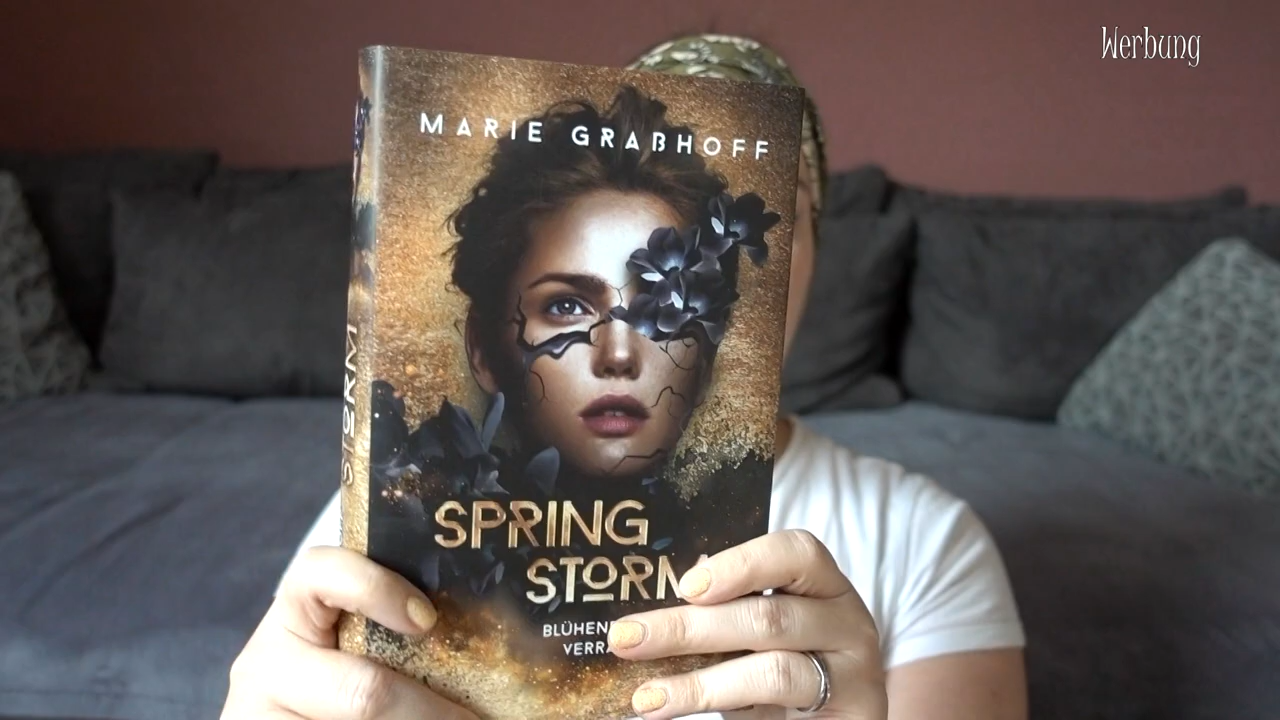 Werbung
MARIE GRAßHOFF
SPRING
STORM
STORM